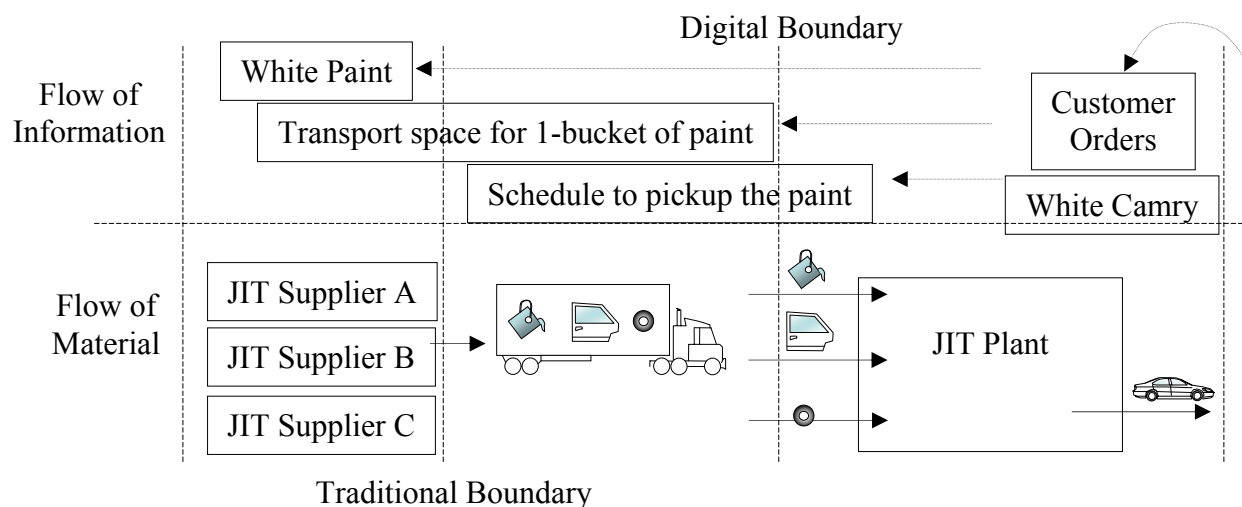 Digital Boundary
Flow of
Information
White Paint
Customer
Orders
Transport space for 1-bucket of paint
Schedule to pickup the paint
White Camry
Flow of
Material
JIT Supplier A
JIT Supplier B
JIT Supplier C
JIT Plant
Traditional Boundary